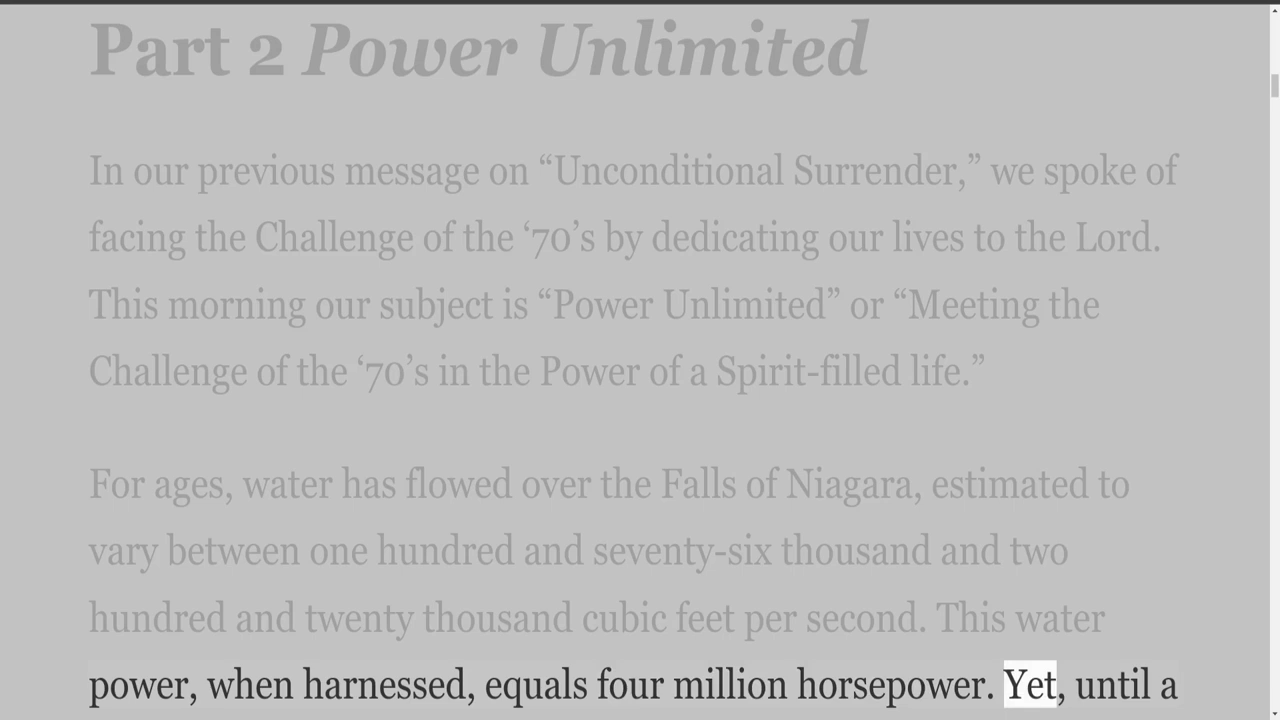 Part 2 Power Unlimited
In our previous message on “Unconditional Surrender,” we spoke of
facing the Challenge of the ‘70’s by dedicating our lives to the Lord.
This morning our subject is “Power Unlimited” or “Meeting the
Challenge of the ‘70’s in the Power of a Spirit-filled life.”
For ages, water has flowed over the Falls of Niagara, estimated to
vary between one hundred and seventy-six thousand and two
hundred and twenty thousand cubic feet per second. This water
power, when harnessed, equals four million horsepower. Yet, until a